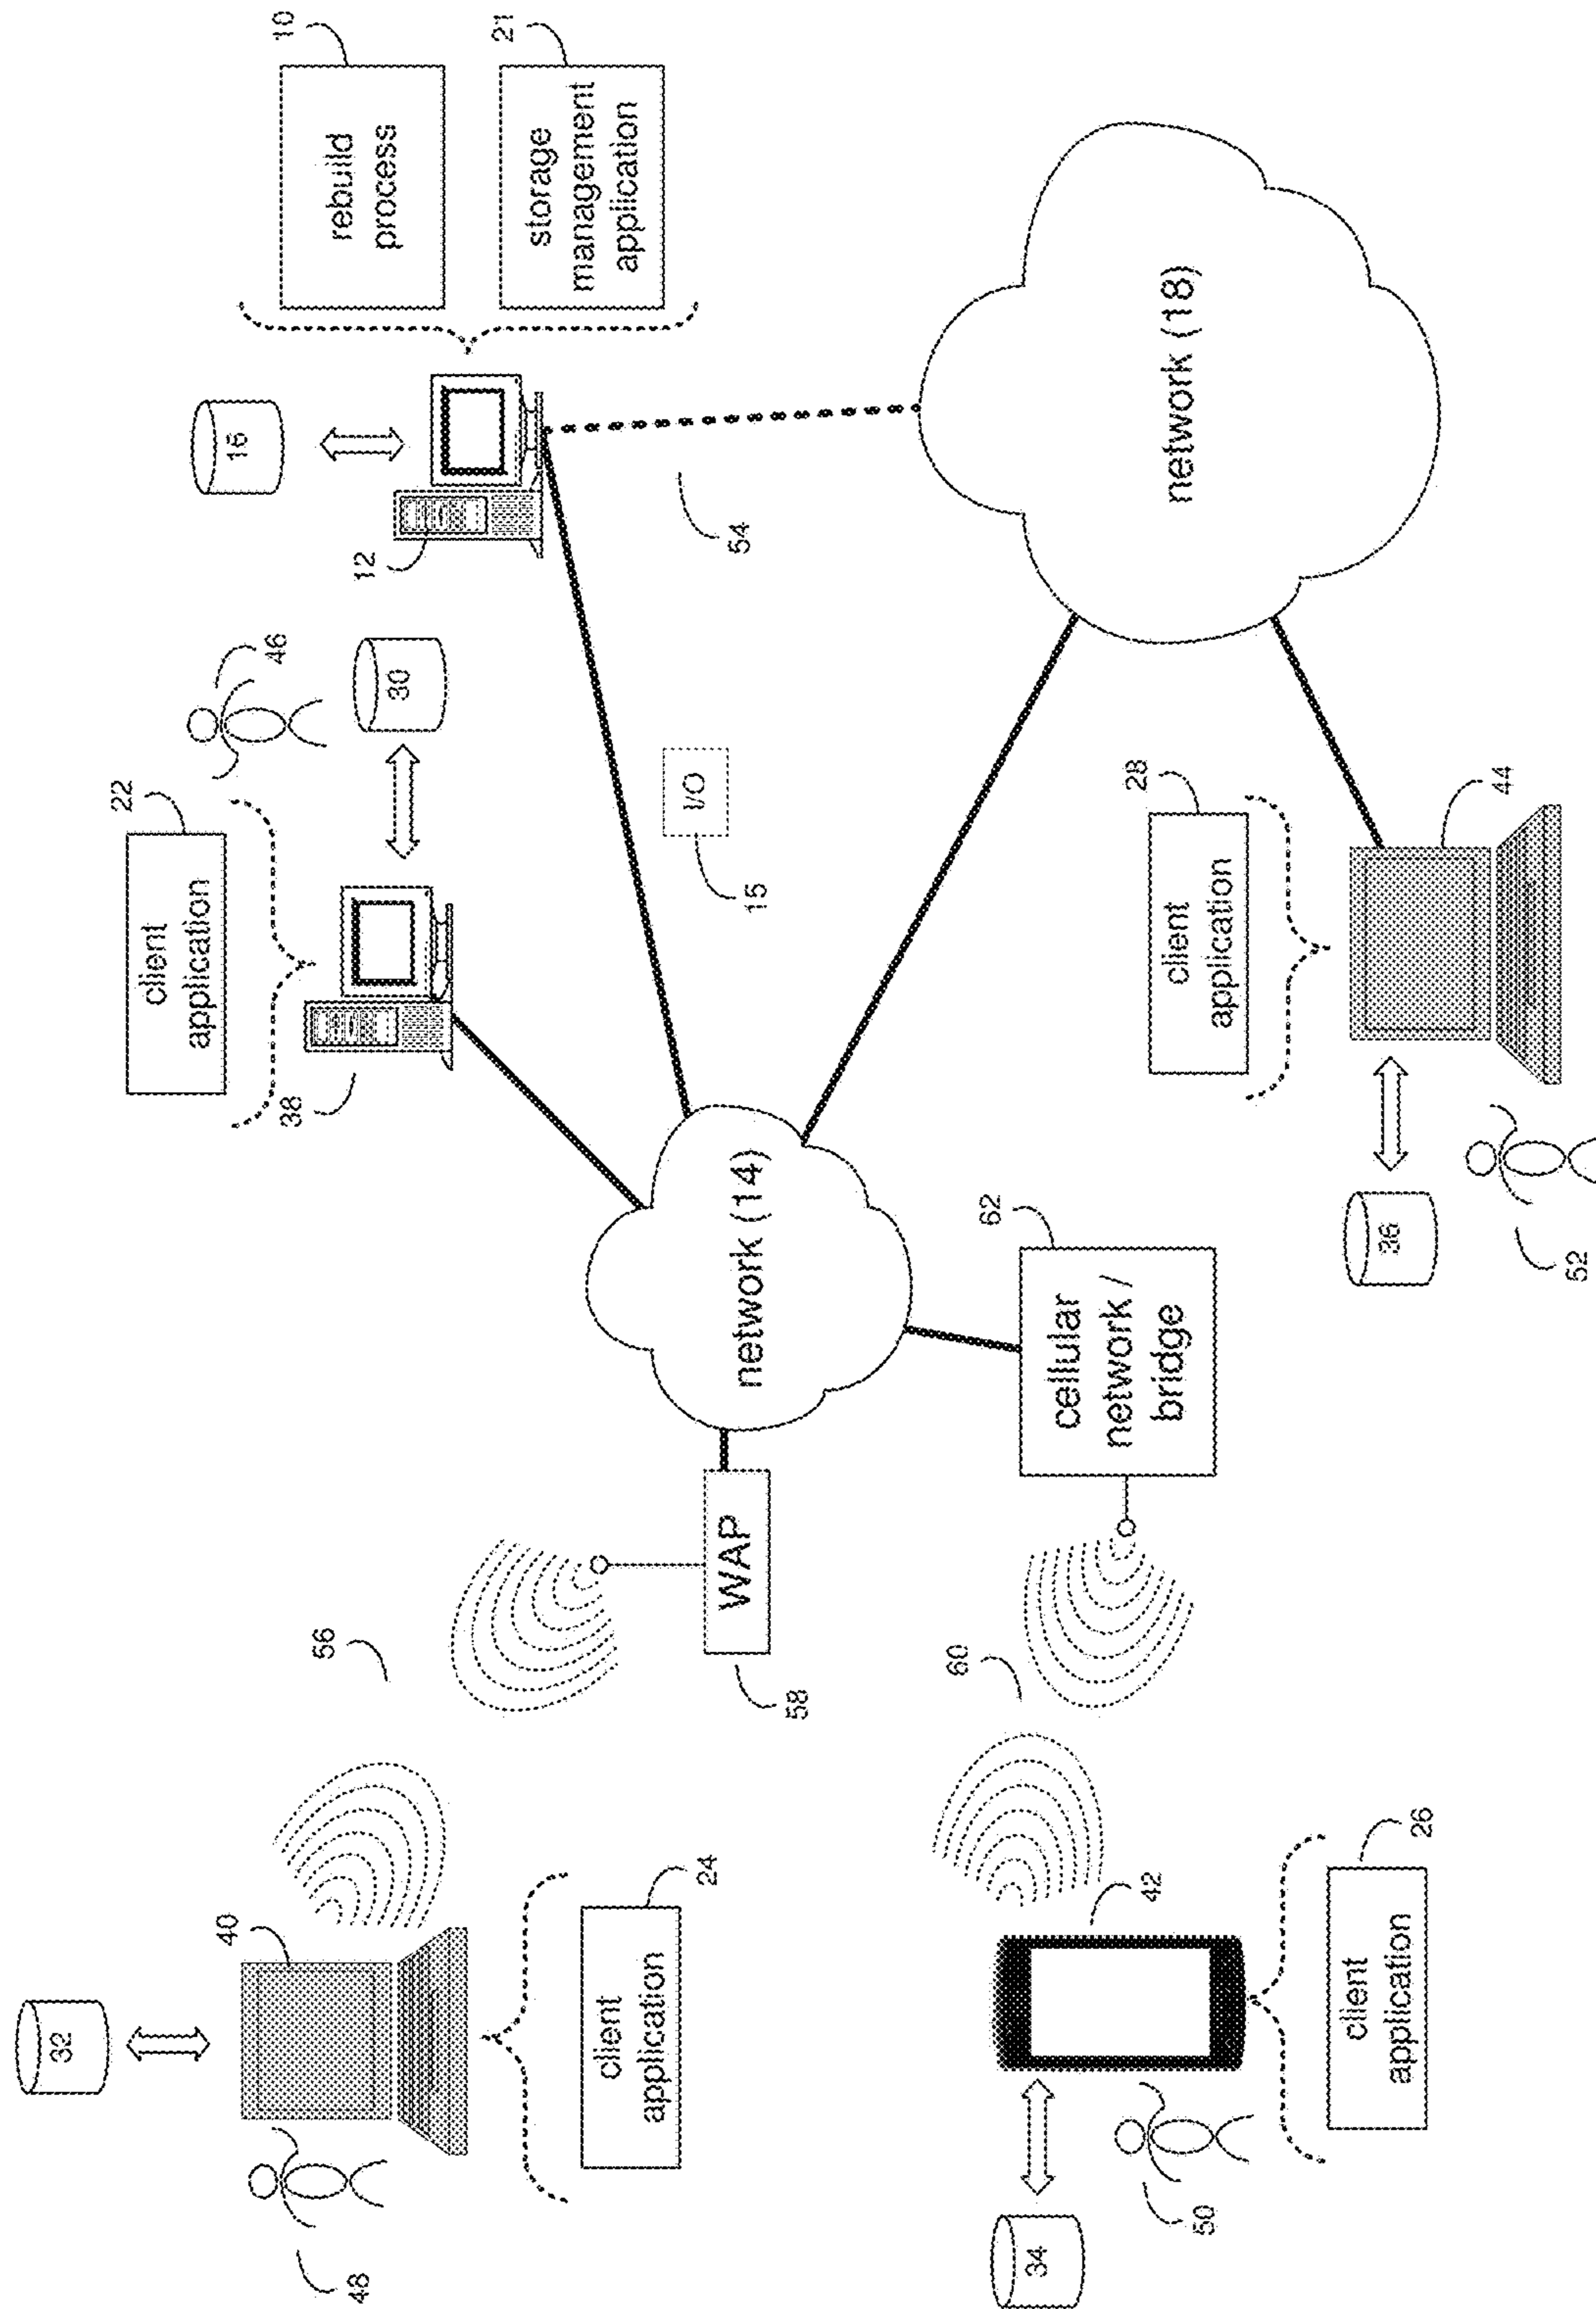 32
40
48
client
application
24
56
WAP
58
22
client
application
38
46
30
16
12
10
rebuild
process
21
storage
management
application
I/O
15
54
network (14)
network (18)
60
62
cellular
network /
bridge
34
42
50
26
client
application
28
client
application
44
36
52